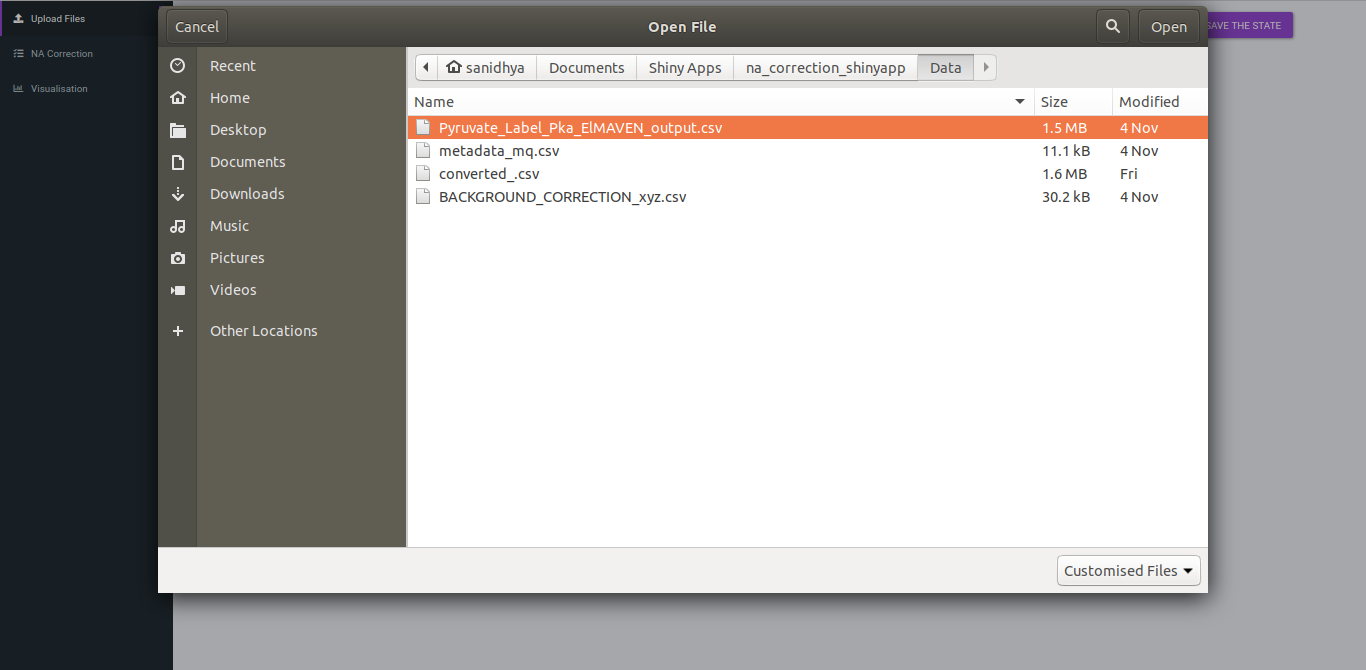 Upload Files
NA Correction
Visualisation
SAVE THE STATE
Cancel
Open File
Open
Recent
Home
Desktop
Documents
Downloads
Music
Pictures
Videos
Other Locations
sanidhya Documents Shiny Apps na_correction_shinyapp Data
Name Size Modified
Pyruvate_Label_Pka_ElMAVEN_output.csv 1.5 MB 4 Nov
metadata_mq.csv 11.1 kB 4 Nov
converted_.csv 1.6 MB Fri
BACKGROUND_CORRECTION_xyz.csv 30.2 kB 4 Nov
Customised Files